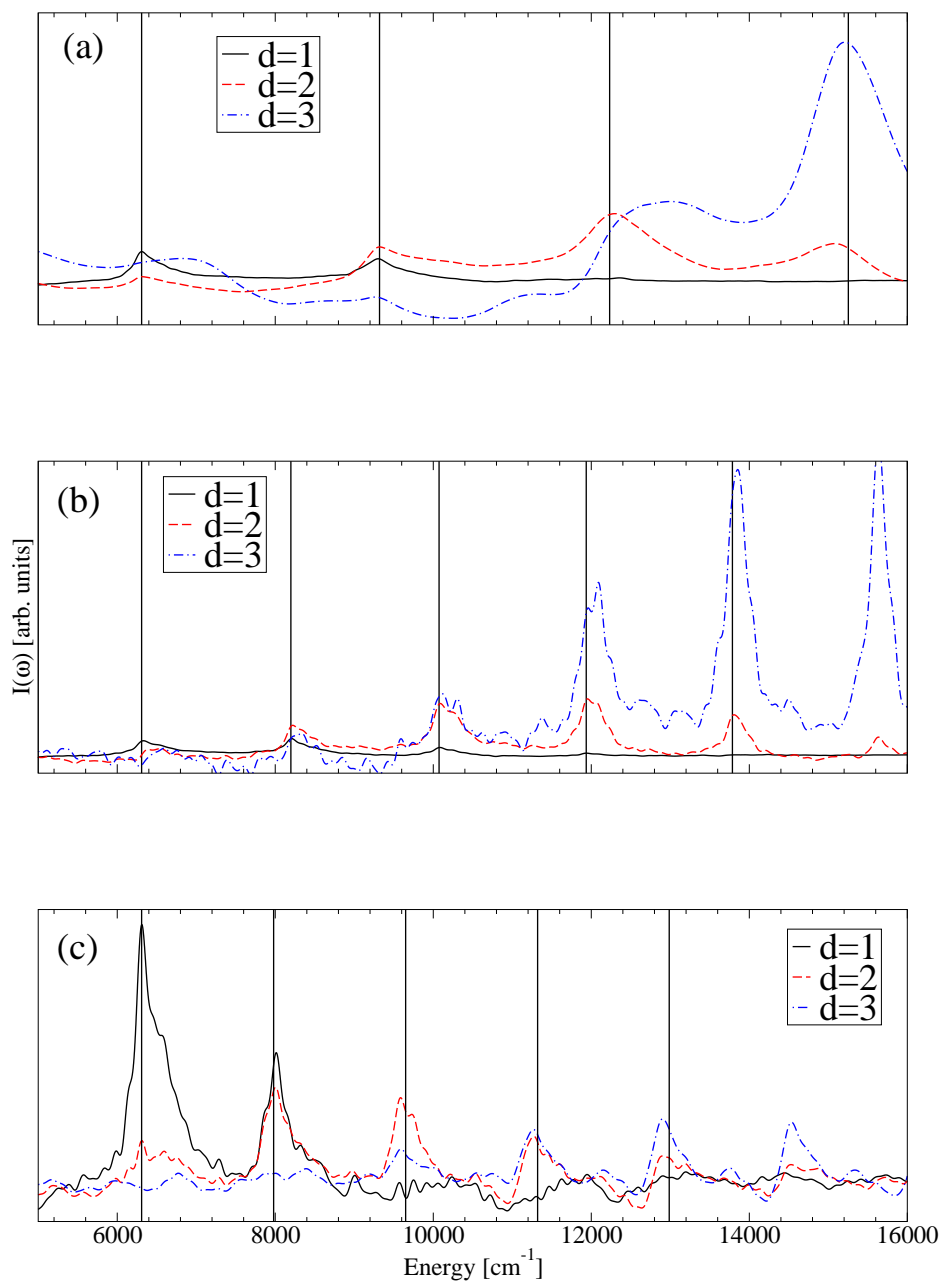 (a)
d=1
d=2
d=3
(b)
d=1
d=2
d=3
I(ω) [arb. units]
(c)
d=1
d=2
d=3
6000 8000 10000 12000 14000 16000
Energy [cm⁻¹]